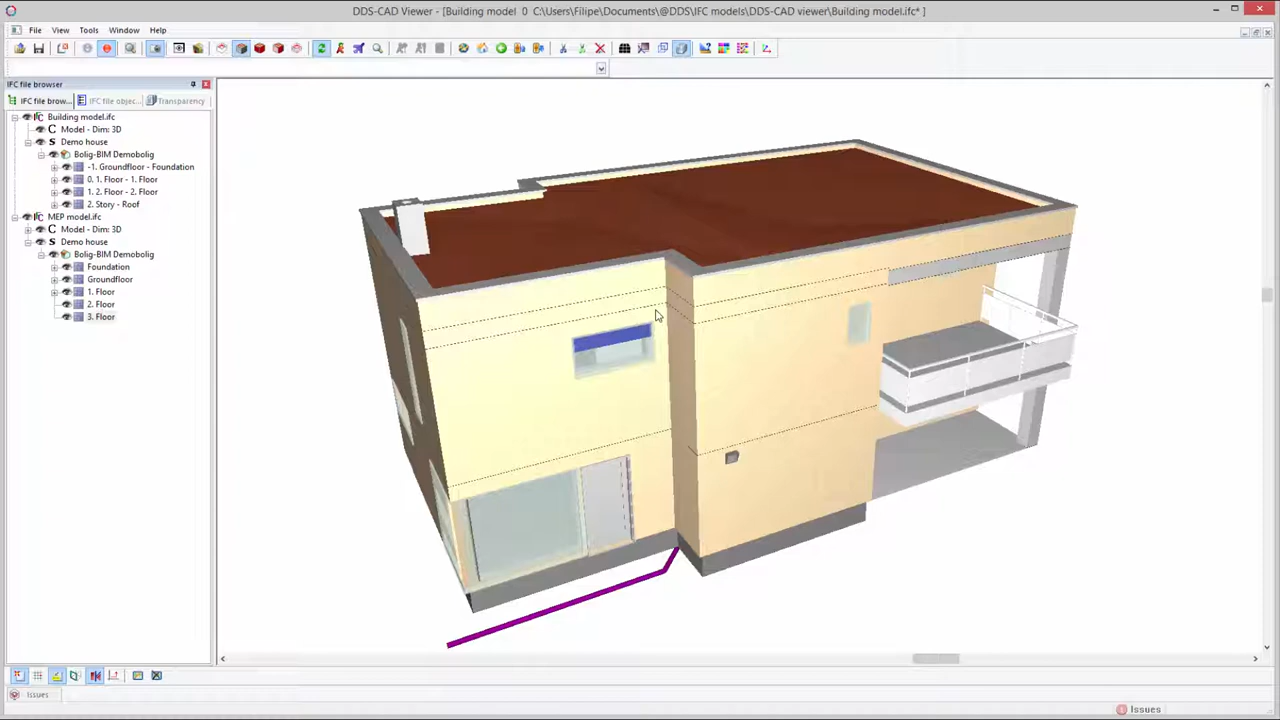 DDS-CAD Viewer - [Building model 0 C:\Users\Filipe\Documents\@DDS\IFC models\DDS-CAD viewer\Building model.ifc* ]
File View Tools Window Help
IFC file browser
IFC file brow... IFC file objec... Transparency
Building model.ifc
C Model - Dim: 3D
S Demo house
Bolig-BIM Demobolig
-1. Groundfloor - Foundation
0. 1. Floor - 1. Floor
1. 2. Floor - 2. Floor
2. Story - Roof
MEP model.ifc
C Model - Dim: 3D
S Demo house
Bolig-BIM Demobolig
Foundation
Groundfloor
1. Floor
2. Floor
3. Floor
Issues
Issues